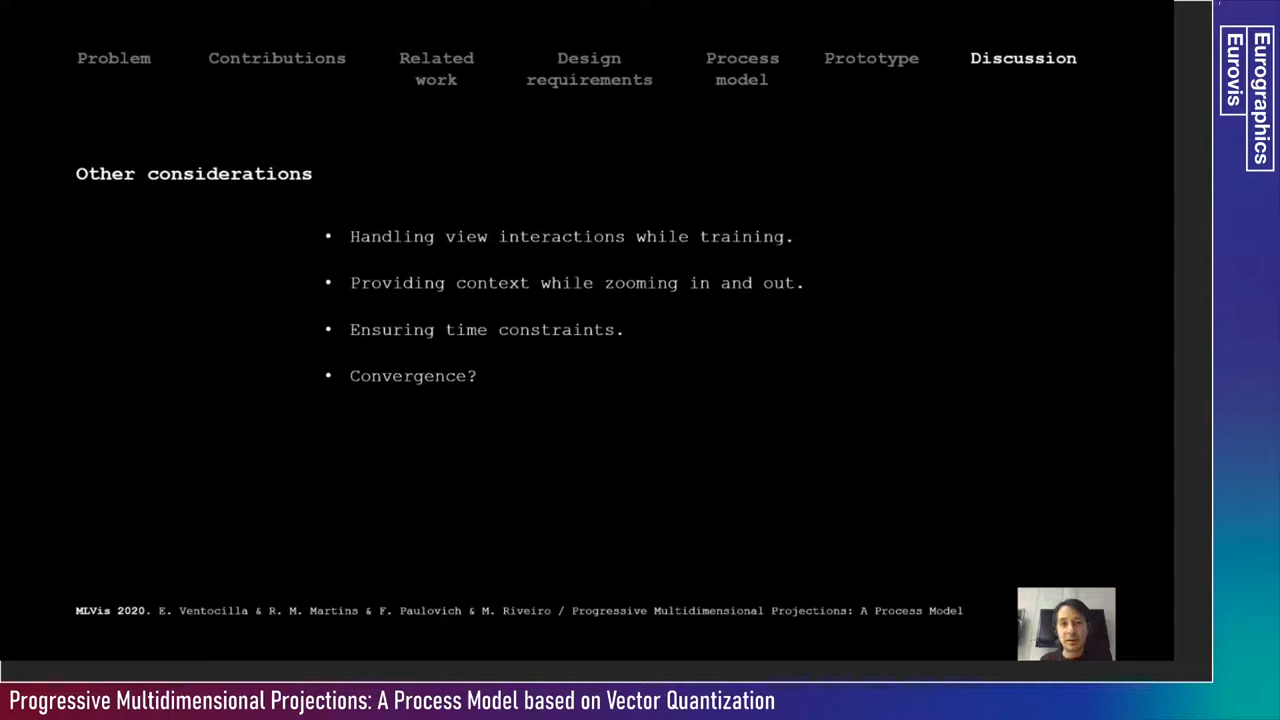 Problem
Contributions
Related
work
Design
requirements
Process
model
Prototype
Discussion
Other considerations
• Handling view interactions while training.
• Providing context while zooming in and out.
• Ensuring time constraints.
• Convergence?
MLVis 2020. E. Ventocilla & R. M. Martins & F. Paulovich & M. Riveiro / Progressive Multidimensional Projections: A Process Model
Progressive Multidimensional Projections: A Process Model based on Vector Quantization
Eurographics
Eurovis